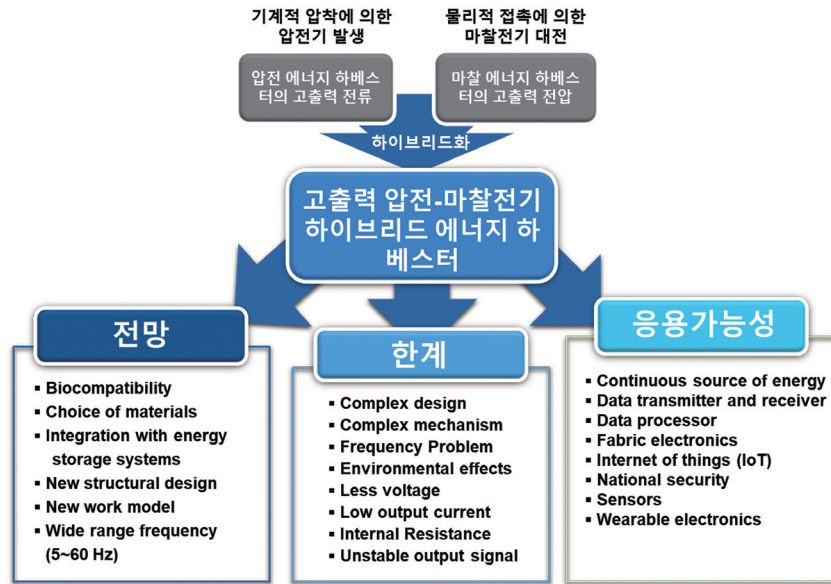 기계적 압착에 의한
압전기 발생
물리적 접촉에 의한
마찰전기 대전
압전 에너지 하베스
터의 고출력 전류
마찰 에너지 하베스
터의 고출력 전압
하이브리드화
고출력 압전-마찰전기
하이브리드 에너지 하
베스터
전망
▪ Biocompatibility
▪ Choice of materials
▪ Integration with energy
storage systems
▪ New structural design
▪ New work model
▪ Wide range frequency
(5~60 Hz)
한계
▪ Complex design
▪ Complex mechanism
▪ Frequency Problem
▪ Environmental effects
▪ Less voltage
▪ Low output current
▪ Internal Resistance
▪ Unstable output signal
응용가능성
▪ Continuous source of energy
▪ Data transmitter and receiver
▪ Data processor
▪ Fabric electronics
▪ Internet of things (IoT)
▪ National security
▪ Sensors
▪ Wearable electronics